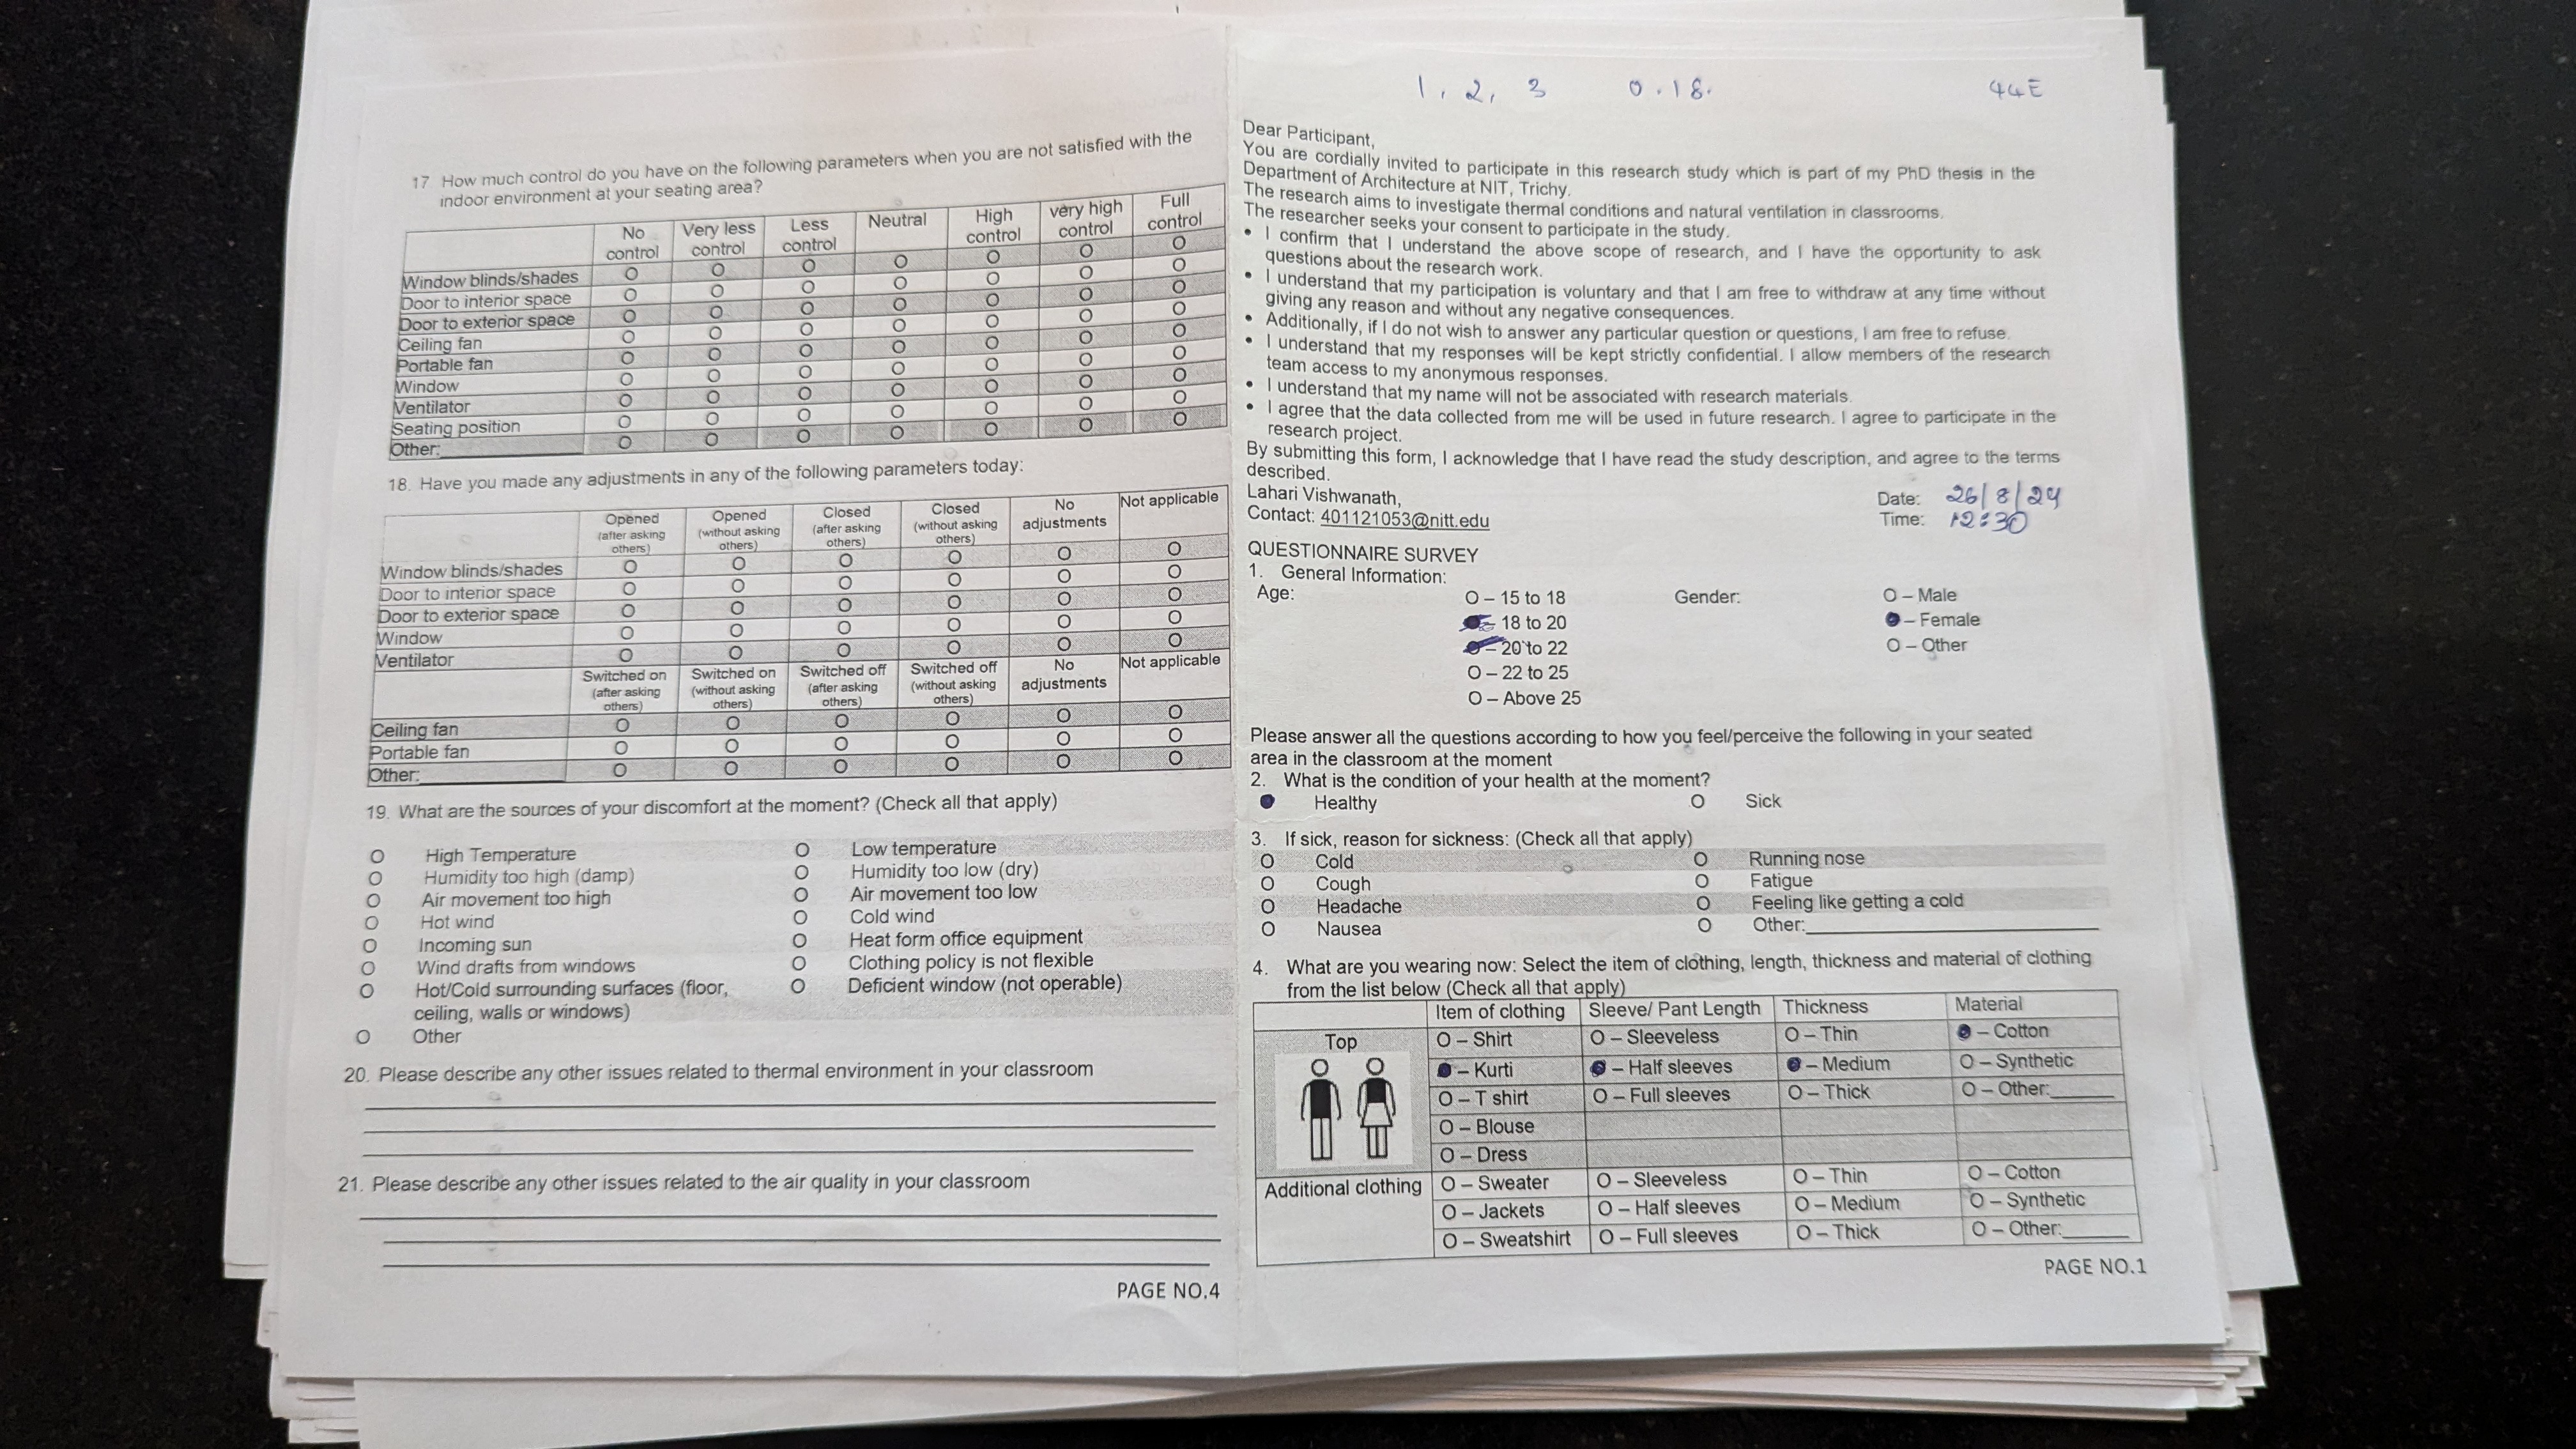 17 How much control do you have on the following parameters when you are not satisfied with the
indoor environment at your seating area?
No control Very less control Less control Neutral High control very high control Full control
Window blinds/shades O O O O O O O
Door to interior space O O O O O O O
Door to exterior space O O O O O O O
Ceiling fan O O O O O O O
Portable fan O O O O O O O
Window O O O O O O O
Ventilator O O O O O O O
Seating position O O O O O O O
Other: O O O O O O O
18. Have you made any adjustments in any of the following parameters today:
Opened (after asking others) Opened (without asking others) Closed (after asking others) Closed (without asking others) No adjustments Not applicable
Window blinds/shades O O O O O O
Door to interior space O O O O O O
Door to exterior space O O O O O O
Window O O O O O O
Ventilator O O O O O O
Switched on (after asking others) Switched on (without asking others) Switched off (after asking others) Switched off (without asking others) No adjustments Not applicable
Ceiling fan O O O O O O
Portable fan O O O O O O
Other: O O O O O O
19. What are the sources of your discomfort at the moment? (Check all that apply)
O High Temperature O Low temperature
O Humidity too high (damp) O Humidity too low (dry)
O Air movement too high O Air movement too low
O Hot wind O Cold wind
O Incoming sun O Heat form office equipment
O Wind drafts from windows O Clothing policy is not flexible
O Hot/Cold surrounding surfaces (floor, O Deficient window (not operable)
ceiling, walls or windows)
O Other
20. Please describe any other issues related to thermal environment in your classroom
21. Please describe any other issues related to the air quality in your classroom
PAGE NO.4
1, 2, 3 0.18. 44E
Dear Participant,
You are cordially invited to participate in this research study which is part of my PhD thesis in the
Department of Architecture at NIT, Trichy.
The research aims to investigate thermal conditions and natural ventilation in classrooms.
The researcher seeks your consent to participate in the study.
• I confirm that I understand the above scope of research, and I have the opportunity to ask
questions about the research work.
• I understand that my participation is voluntary and that I am free to withdraw at any time without
giving any reason and without any negative consequences.
• Additionally, if I do not wish to answer any particular question or questions, I am free to refuse.
• I understand that my responses will be kept strictly confidential. I allow members of the research
team access to my anonymous responses.
• I understand that my name will not be associated with research materials.
• I agree that the data collected from me will be used in future research. I agree to participate in the
research project.
By submitting this form, I acknowledge that I have read the study description, and agree to the terms
described.
Lahari Vishwanath, Date: 26/8/24
Contact: 401121053@nitt.edu Time: 12:30
QUESTIONNAIRE SURVEY
1. General Information:
Age: O – 15 to 18 Gender: O – Male
– 18 to 20 – Female
– 20 to 22 O – Other
O – 22 to 25
O – Above 25
Please answer all the questions according to how you feel/perceive the following in your seated
area in the classroom at the moment
2. What is the condition of your health at the moment?
Healthy O Sick
3. If sick, reason for sickness: (Check all that apply)
O Cold O Running nose
O Cough O Fatigue
O Headache O Feeling like getting a cold
O Nausea O Other:
4. What are you wearing now: Select the item of clothing, length, thickness and material of clothing
from the list below (Check all that apply)
Item of clothing Sleeve/ Pant Length Thickness Material
Top O – Shirt O – Sleeveless O – Thin – Cotton
– Kurti – Half sleeves – Medium O – Synthetic
O – T shirt O – Full sleeves O – Thick O – Other:
O – Blouse
O – Dress
Additional clothing O – Sweater O – Sleeveless O – Thin O – Cotton
O – Jackets O – Half sleeves O – Medium O – Synthetic
O – Sweatshirt O – Full sleeves O – Thick O – Other:
PAGE NO.1